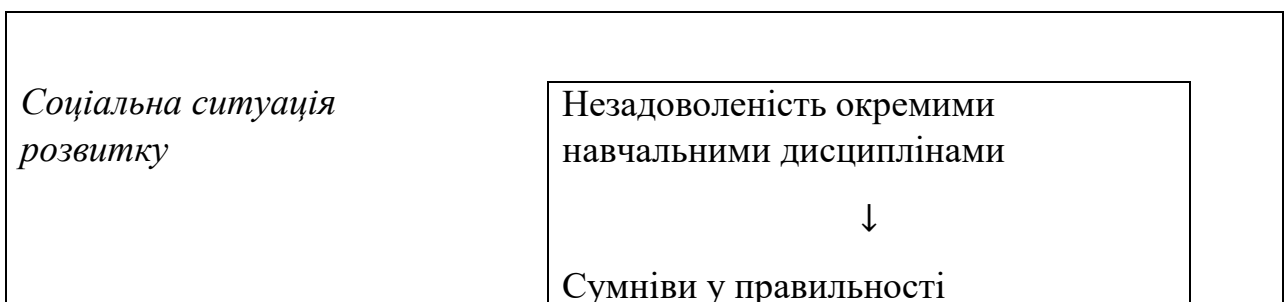 Соціальна ситуація
розвитку
Незадоволеність окремими
навчальними дисциплінами
↓
Сумніви у правильності